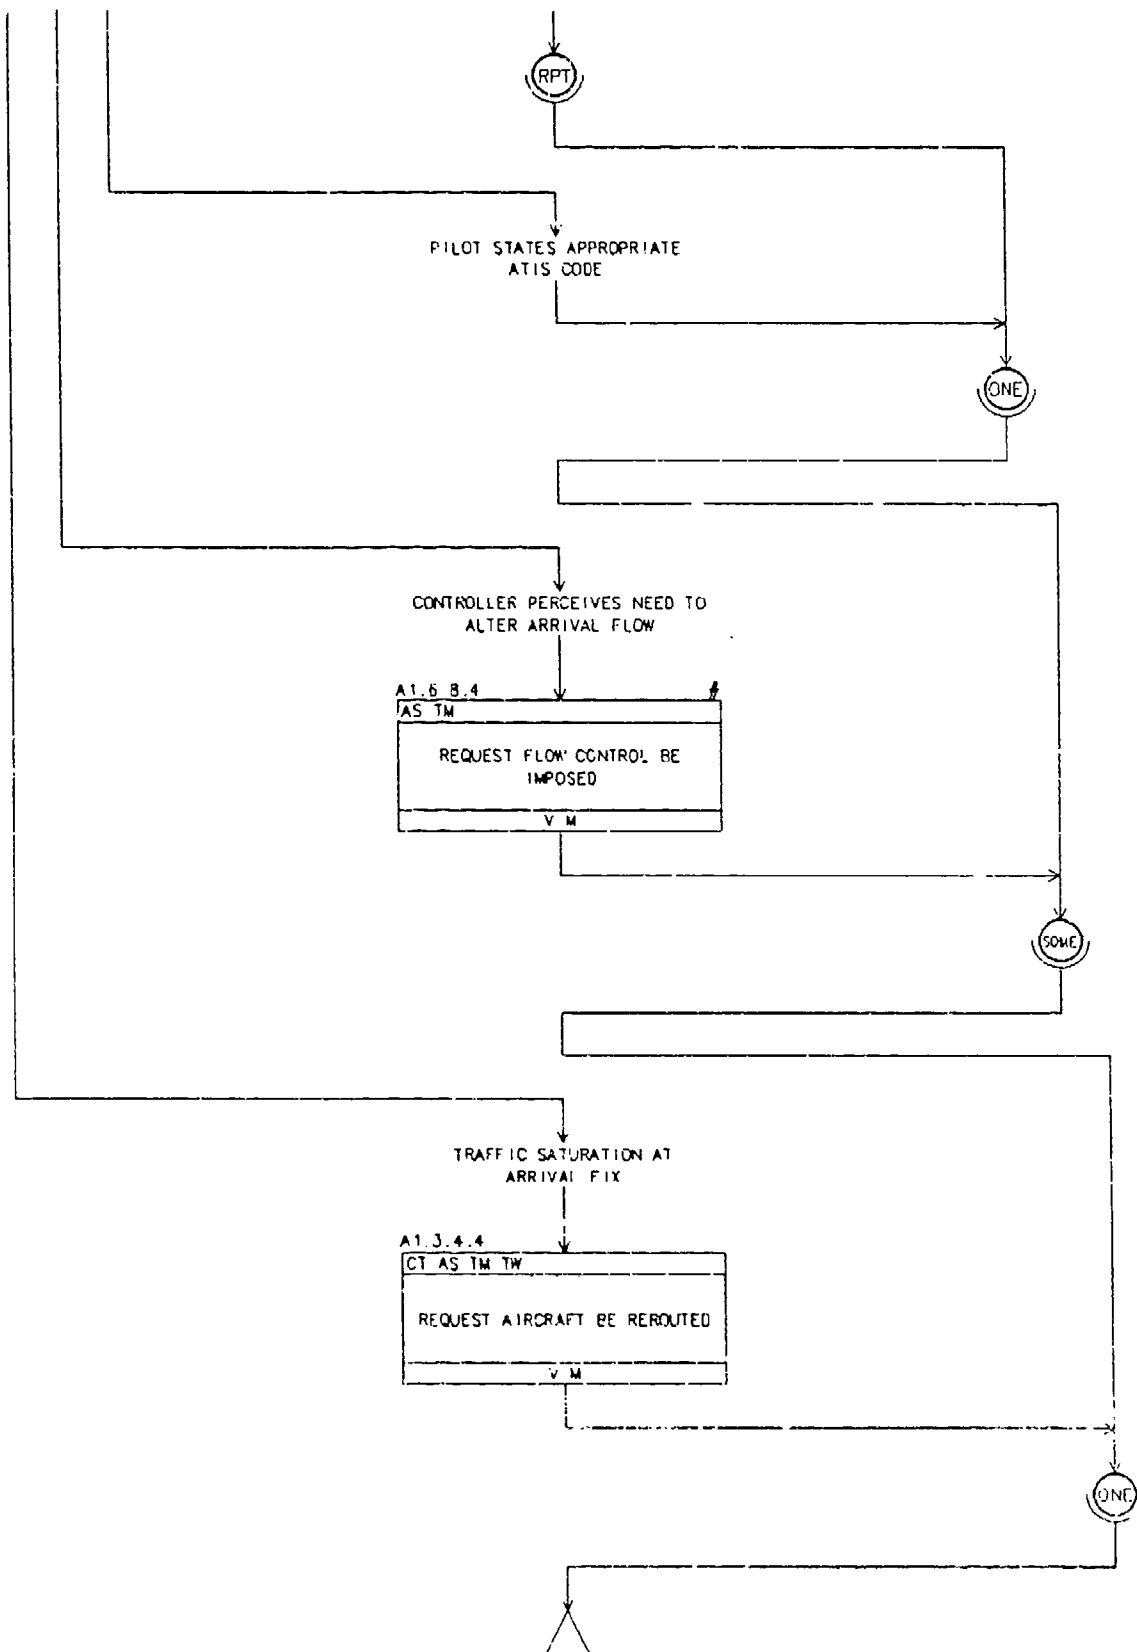 RPT
PILOT STATES APPROPRIATE
ATIS CODE
ONE
CONTROLLER PERCEIVES NEED TO
ALTER ARRIVAL FLOW
A1.6 8.4
AS TM
REQUEST FLOW CONTROL BE
IMPOSED
V M
SOME
TRAFFIC SATURATION AT
ARRIVAL FIX
A1.3.4.4
CT AS TM TW
REQUEST AIRCRAFT BE REROUTED
V M
ONE